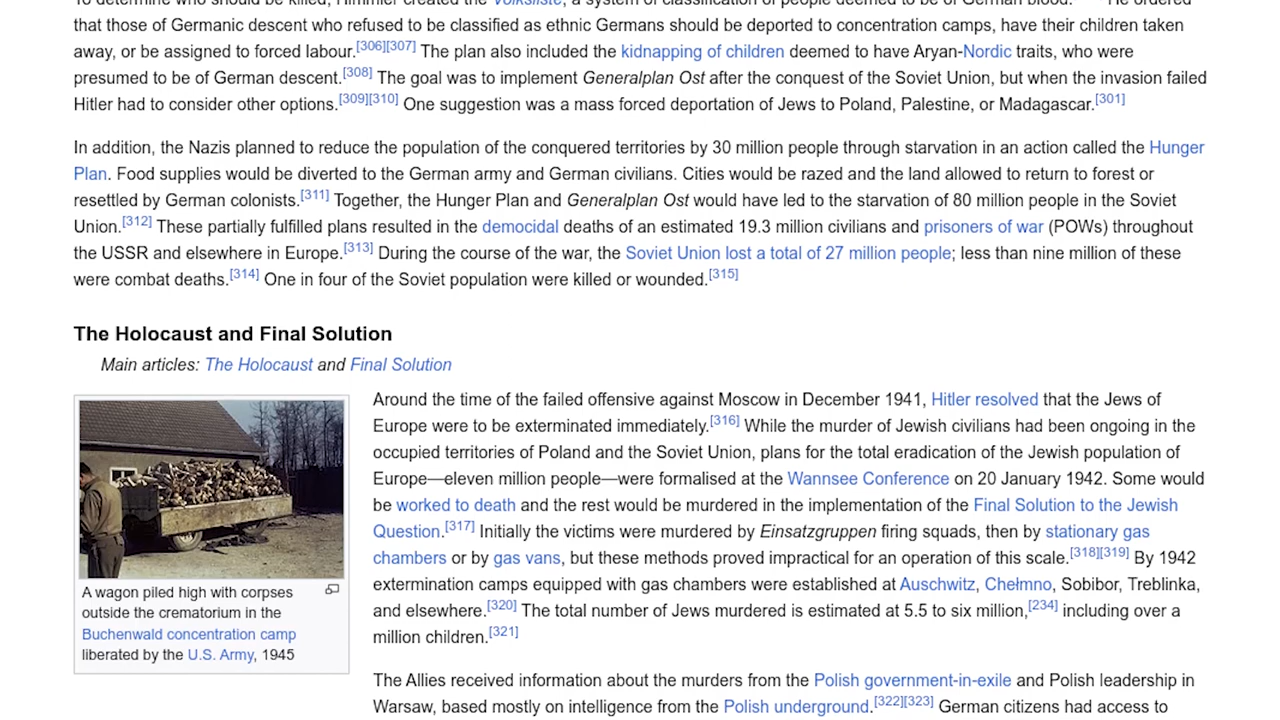 To determine who should be killed, Himmler created the Volksliste, a system of classification of people deemed to be of German blood. He ordered
that those of Germanic descent who refused to be classified as ethnic Germans should be deported to concentration camps, have their children taken
away, or be assigned to forced labour.[306][307] The plan also included the kidnapping of children deemed to have Aryan-Nordic traits, who were
presumed to be of German descent.[308] The goal was to implement Generalplan Ost after the conquest of the Soviet Union, but when the invasion failed
Hitler had to consider other options.[309][310] One suggestion was a mass forced deportation of Jews to Poland, Palestine, or Madagascar.[301]
In addition, the Nazis planned to reduce the population of the conquered territories by 30 million people through starvation in an action called the Hunger
Plan. Food supplies would be diverted to the German army and German civilians. Cities would be razed and the land allowed to return to forest or
resettled by German colonists.[311] Together, the Hunger Plan and Generalplan Ost would have led to the starvation of 80 million people in the Soviet
Union.[312] These partially fulfilled plans resulted in the democidal deaths of an estimated 19.3 million civilians and prisoners of war (POWs) throughout
the USSR and elsewhere in Europe.[313] During the course of the war, the Soviet Union lost a total of 27 million people; less than nine million of these
were combat deaths.[314] One in four of the Soviet population were killed or wounded.[315]
The Holocaust and Final Solution
Main articles: The Holocaust and Final Solution
Around the time of the failed offensive against Moscow in December 1941, Hitler resolved that the Jews of
Europe were to be exterminated immediately.[316] While the murder of Jewish civilians had been ongoing in the
occupied territories of Poland and the Soviet Union, plans for the total eradication of the Jewish population of
Europe—eleven million people—were formalised at the Wannsee Conference on 20 January 1942. Some would
be worked to death and the rest would be murdered in the implementation of the Final Solution to the Jewish
Question.[317] Initially the victims were murdered by Einsatzgruppen firing squads, then by stationary gas
chambers or by gas vans, but these methods proved impractical for an operation of this scale.[318][319] By 1942
extermination camps equipped with gas chambers were established at Auschwitz, Chełmno, Sobibor, Treblinka,
and elsewhere.[320] The total number of Jews murdered is estimated at 5.5 to six million,[234] including over a
million children.[321]
A wagon piled high with corpses
outside the crematorium in the
Buchenwald concentration camp
liberated by the U.S. Army, 1945
The Allies received information about the murders from the Polish government-in-exile and Polish leadership in
Warsaw, based mostly on intelligence from the Polish underground.[322][323] German citizens had access to